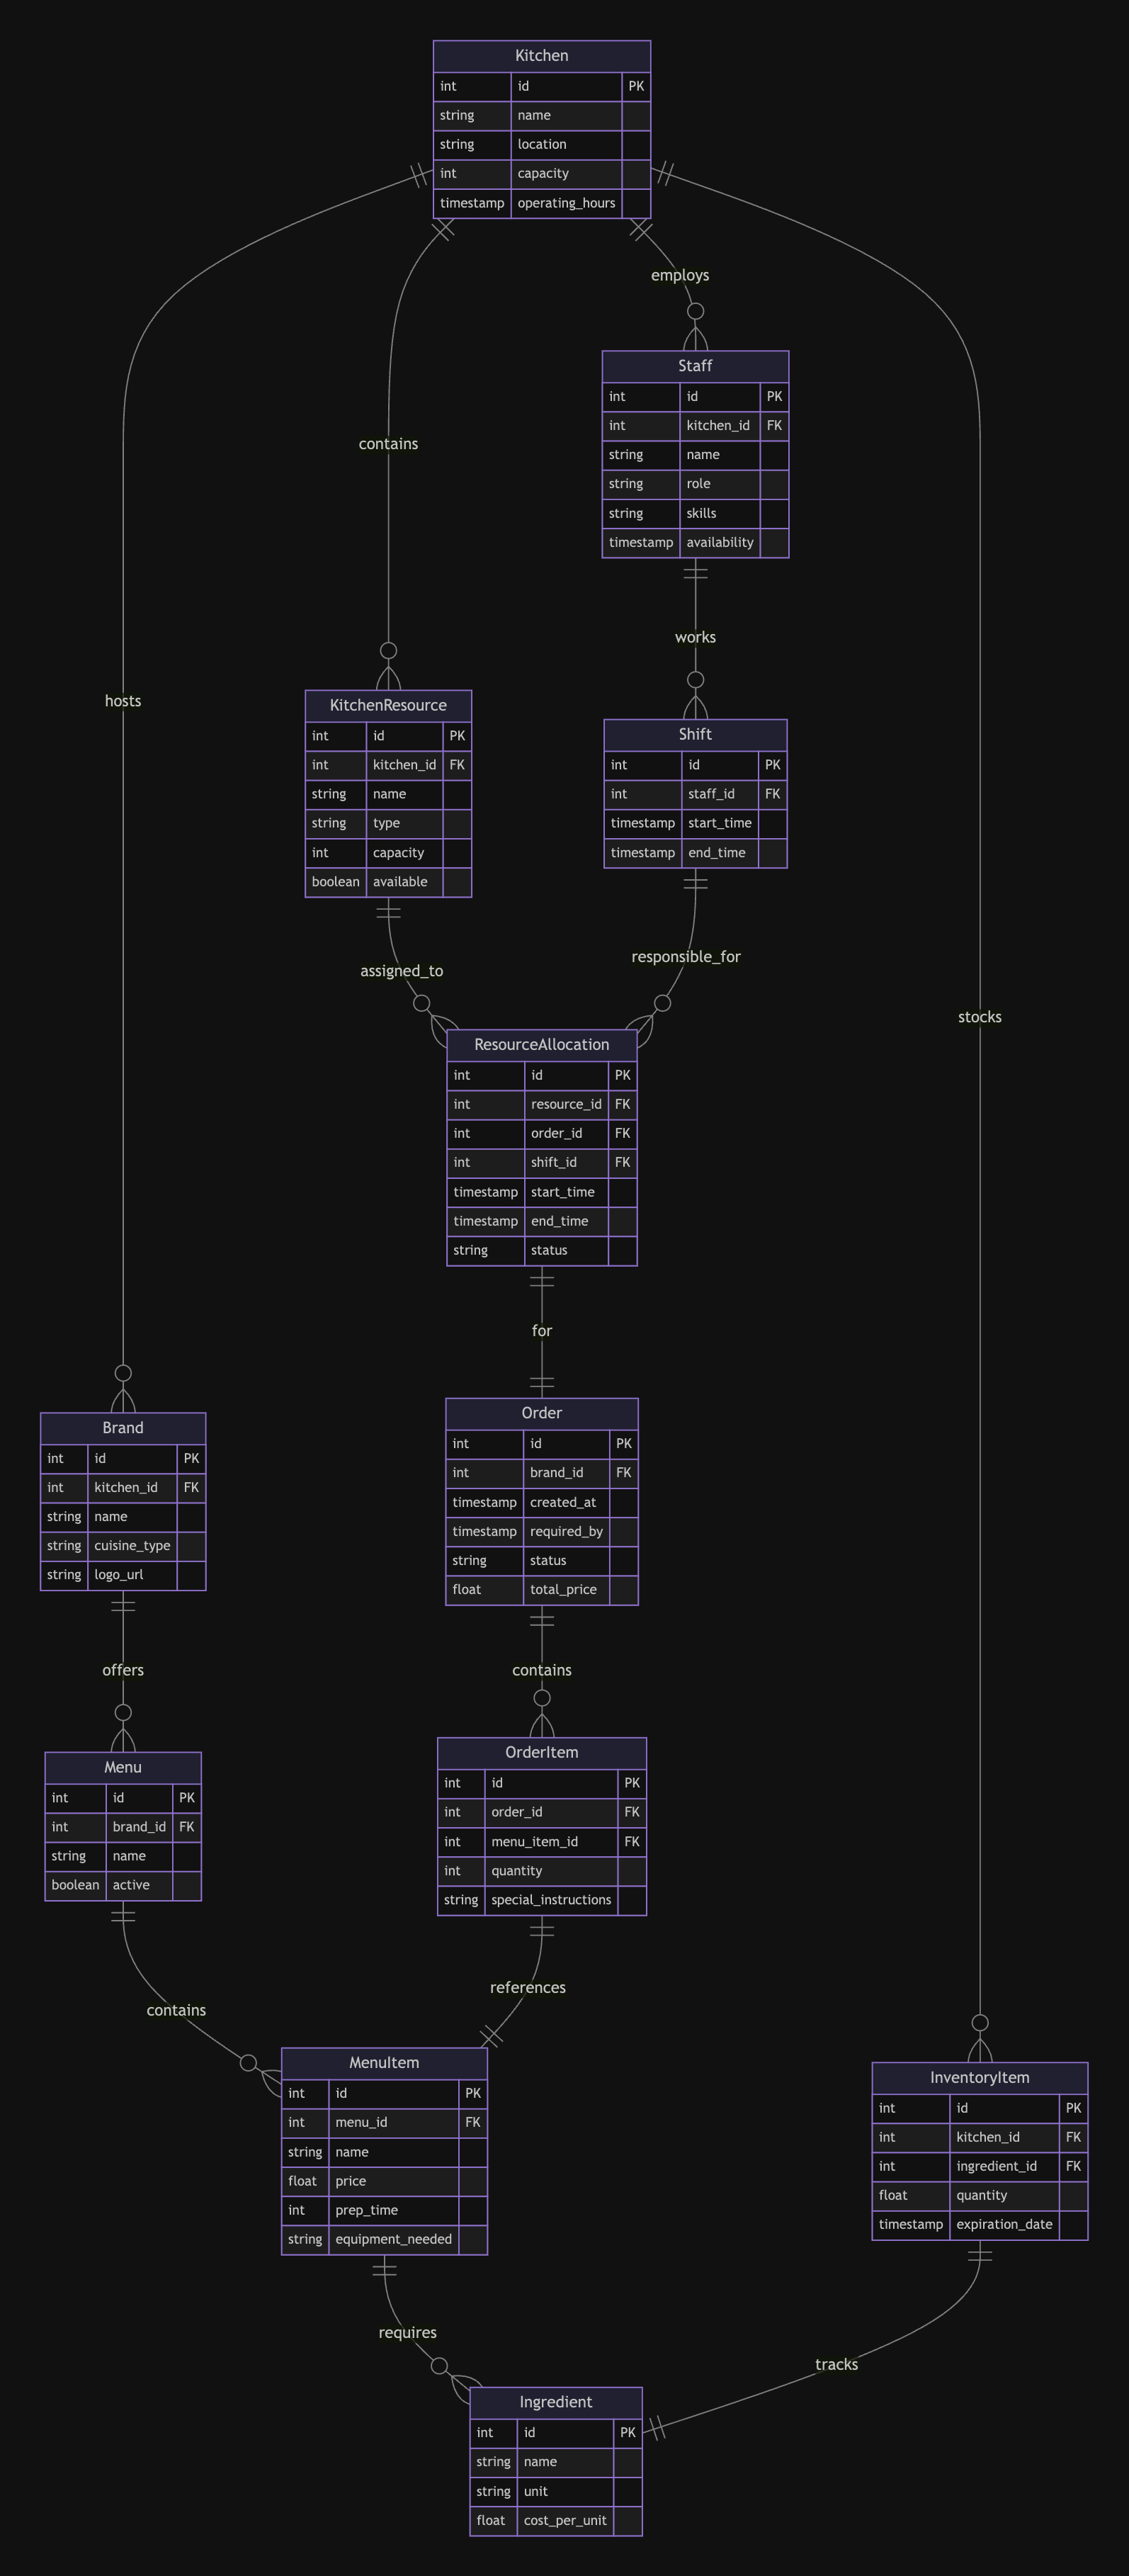 Kitchen
int id PK
string name
string location
int capacity
timestamp operating_hours
employs
Staff
int id PK
int kitchen_id FK
string name
string role
string skills
timestamp availability
contains
works
hosts
KitchenResource
int id PK
int kitchen_id FK
string name
string type
int capacity
boolean available
Shift
int id PK
int staff_id FK
timestamp start_time
timestamp end_time
assigned_to
responsible_for
stocks
ResourceAllocation
int id PK
int resource_id FK
int order_id FK
int shift_id FK
timestamp start_time
timestamp end_time
string status
for
Brand
int id PK
int kitchen_id FK
string name
string cuisine_type
string logo_url
Order
int id PK
int brand_id FK
timestamp created_at
timestamp required_by
string status
float total_price
offers
contains
Menu
int id PK
int brand_id FK
string name
boolean active
OrderItem
int id PK
int order_id FK
int menu_item_id FK
int quantity
string special_instructions
contains
references
MenuItem
int id PK
int menu_id FK
string name
float price
int prep_time
string equipment_needed
InventoryItem
int id PK
int kitchen_id FK
int ingredient_id FK
float quantity
timestamp expiration_date
requires
tracks
Ingredient
int id PK
string name
string unit
float cost_per_unit